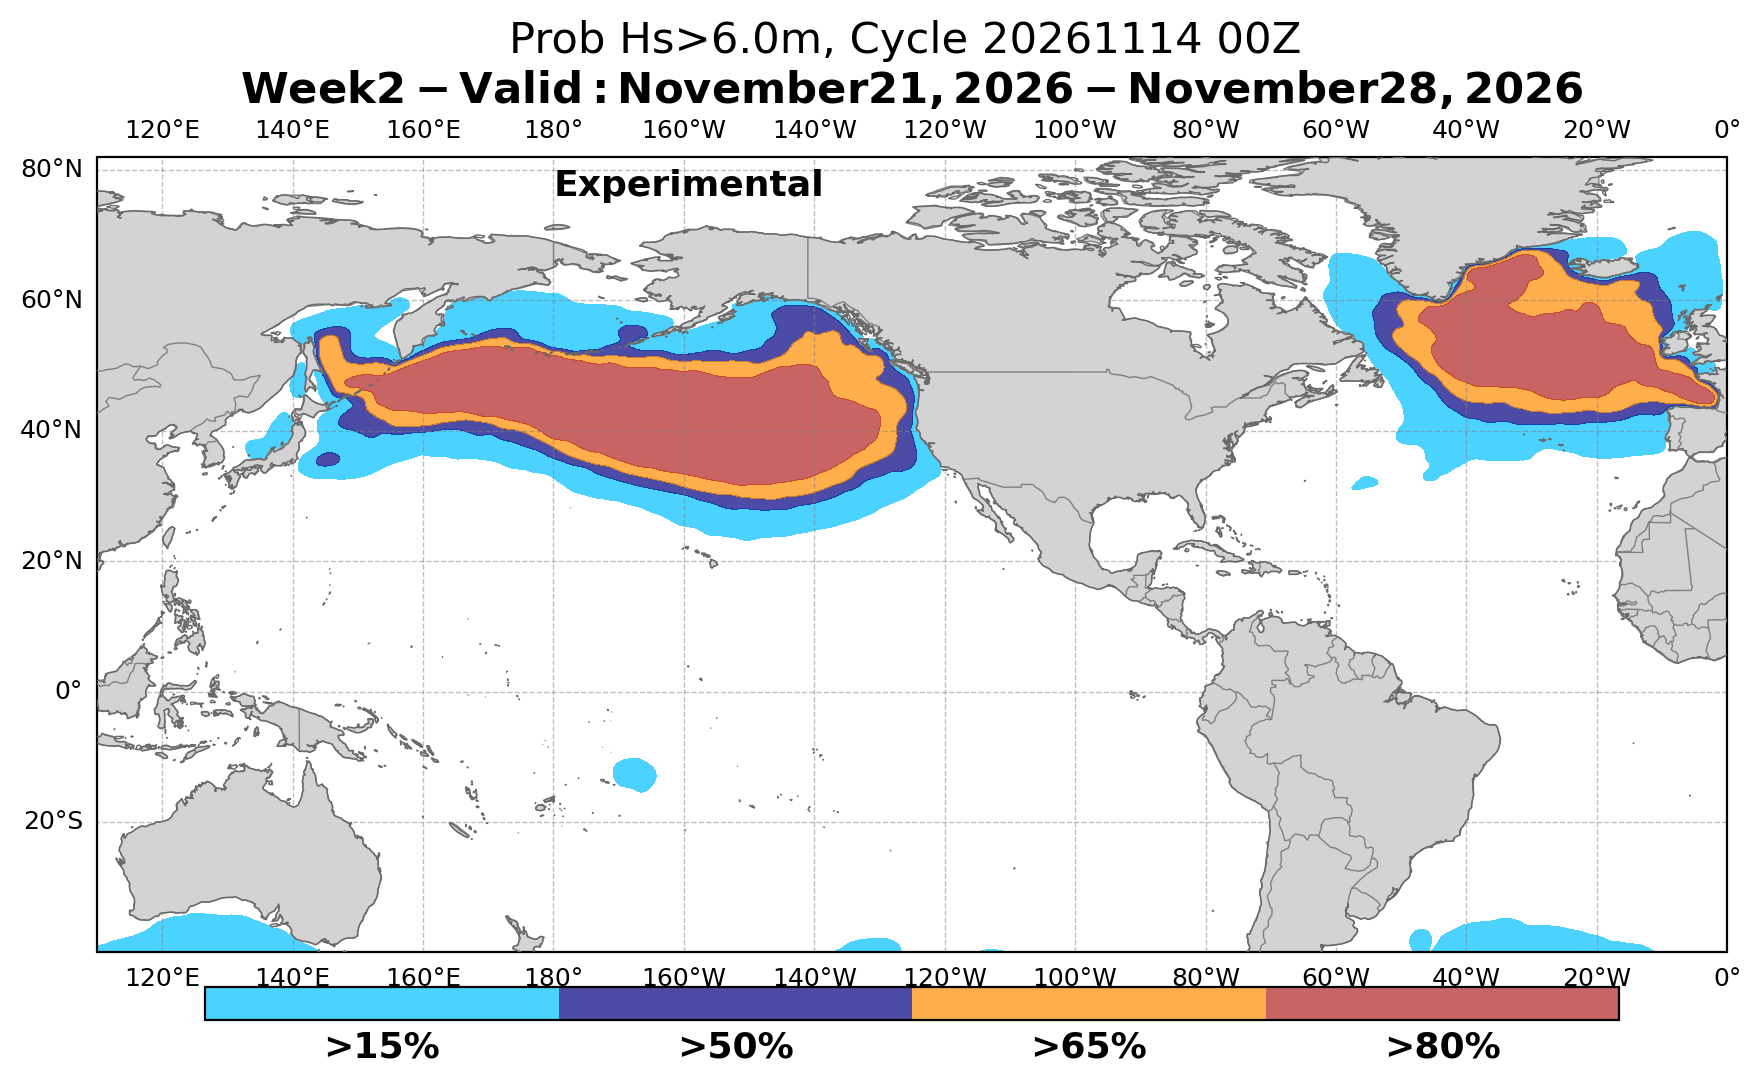 Prob Hs>6.0m, Cycle 20261114 00Z
Week2 − Valid : November21, 2026 − November28, 2026
120°E 140°E 160°E 180° 160°W 140°W 120°W 100°W 80°W 60°W 40°W 20°W 0°
80°N
Experimental
60°N
40°N
20°N
0°
20°S
120°E 140°E 160°E 180° 160°W 140°W 120°W 100°W 80°W 60°W 40°W 20°W 0°
>15% >50% >65% >80%